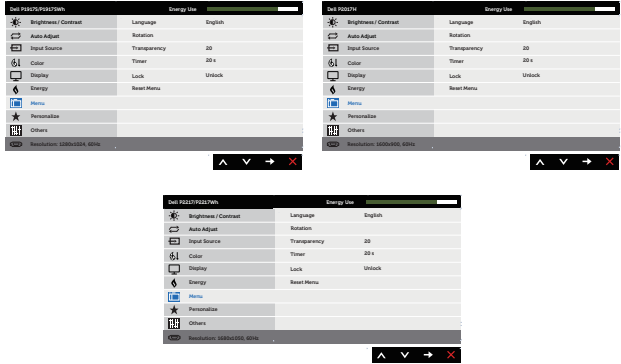 Dell P1917S/P1917SWh Energy Use
Brightness / Contrast Language English
Auto Adjust Rotation
Input Source Transparency 20
Color Timer 20 s
Display Lock Unlock
Energy Reset Menu
Menu
Personalize
Others
Resolution: 1280x1024, 60Hz
Dell P2017H Energy Use
Brightness / Contrast Language English
Auto Adjust Rotation
Input Source Transparency 20
Color Timer 20 s
Display Lock Unlock
Energy Reset Menu
Menu
Personalize
Others
Resolution: 1600x900, 60Hz
Dell P2217/P2217Wh Energy Use
Brightness / Contrast Language English
Auto Adjust Rotation
Input Source Transparency 20
Color Timer 20 s
Display Lock Unlock
Energy Reset Menu
Menu
Personalize
Others
Resolution: 1680x1050, 60Hz